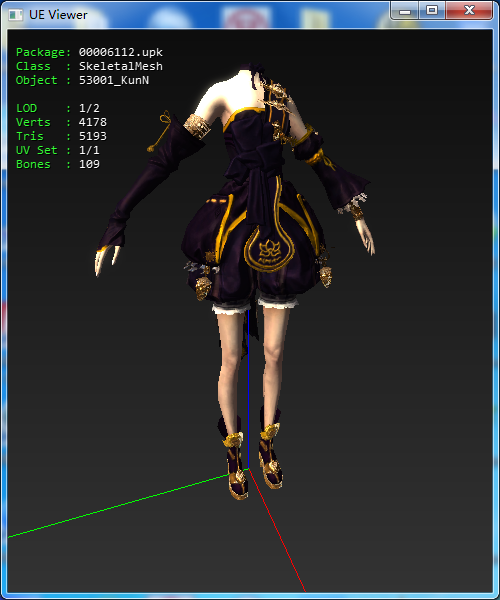 UE Viewer
Package: 00006112.upk
Class : SkeletalMesh
Object : 53001_KunN
LOD : 1/2
Verts : 4178
Tris : 5193
UV Set : 1/1
Bones : 109